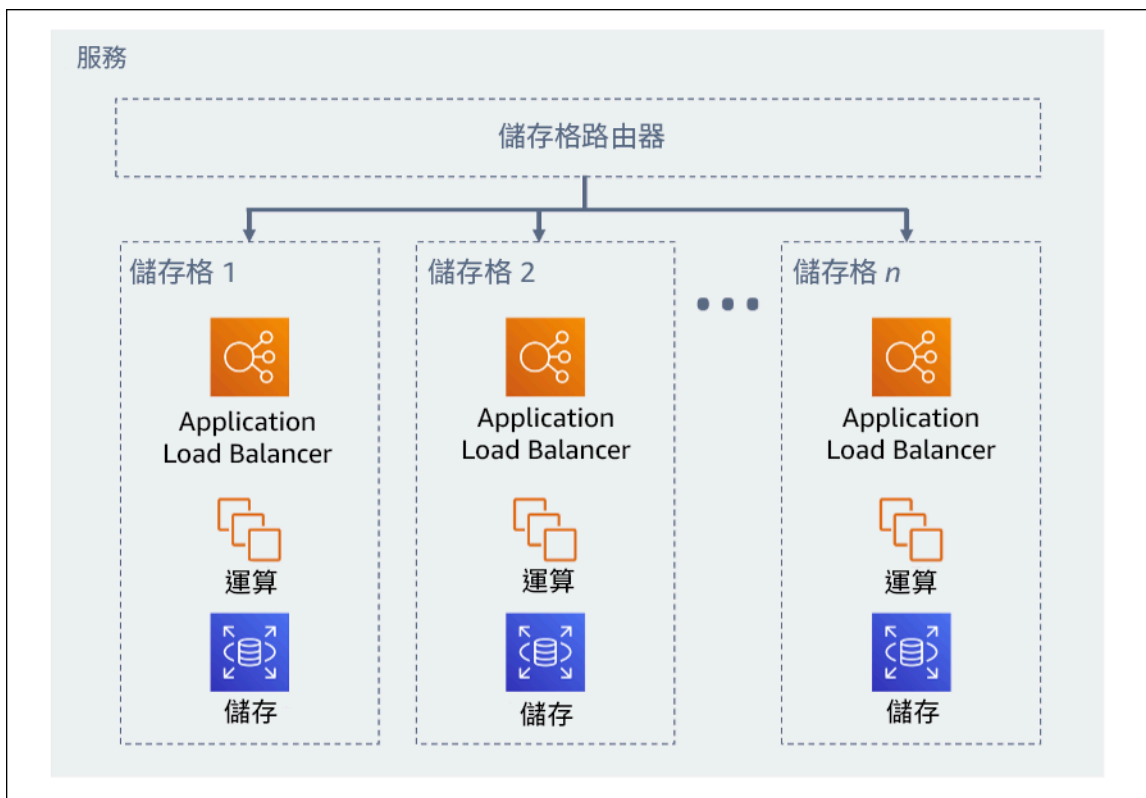 服務
儲存格路由器
儲存格 1
Application
Load Balancer
運算
儲存
儲存格 2
Application
Load Balancer
運算
儲存
儲存格 n
Application
Load Balancer
運算
儲存